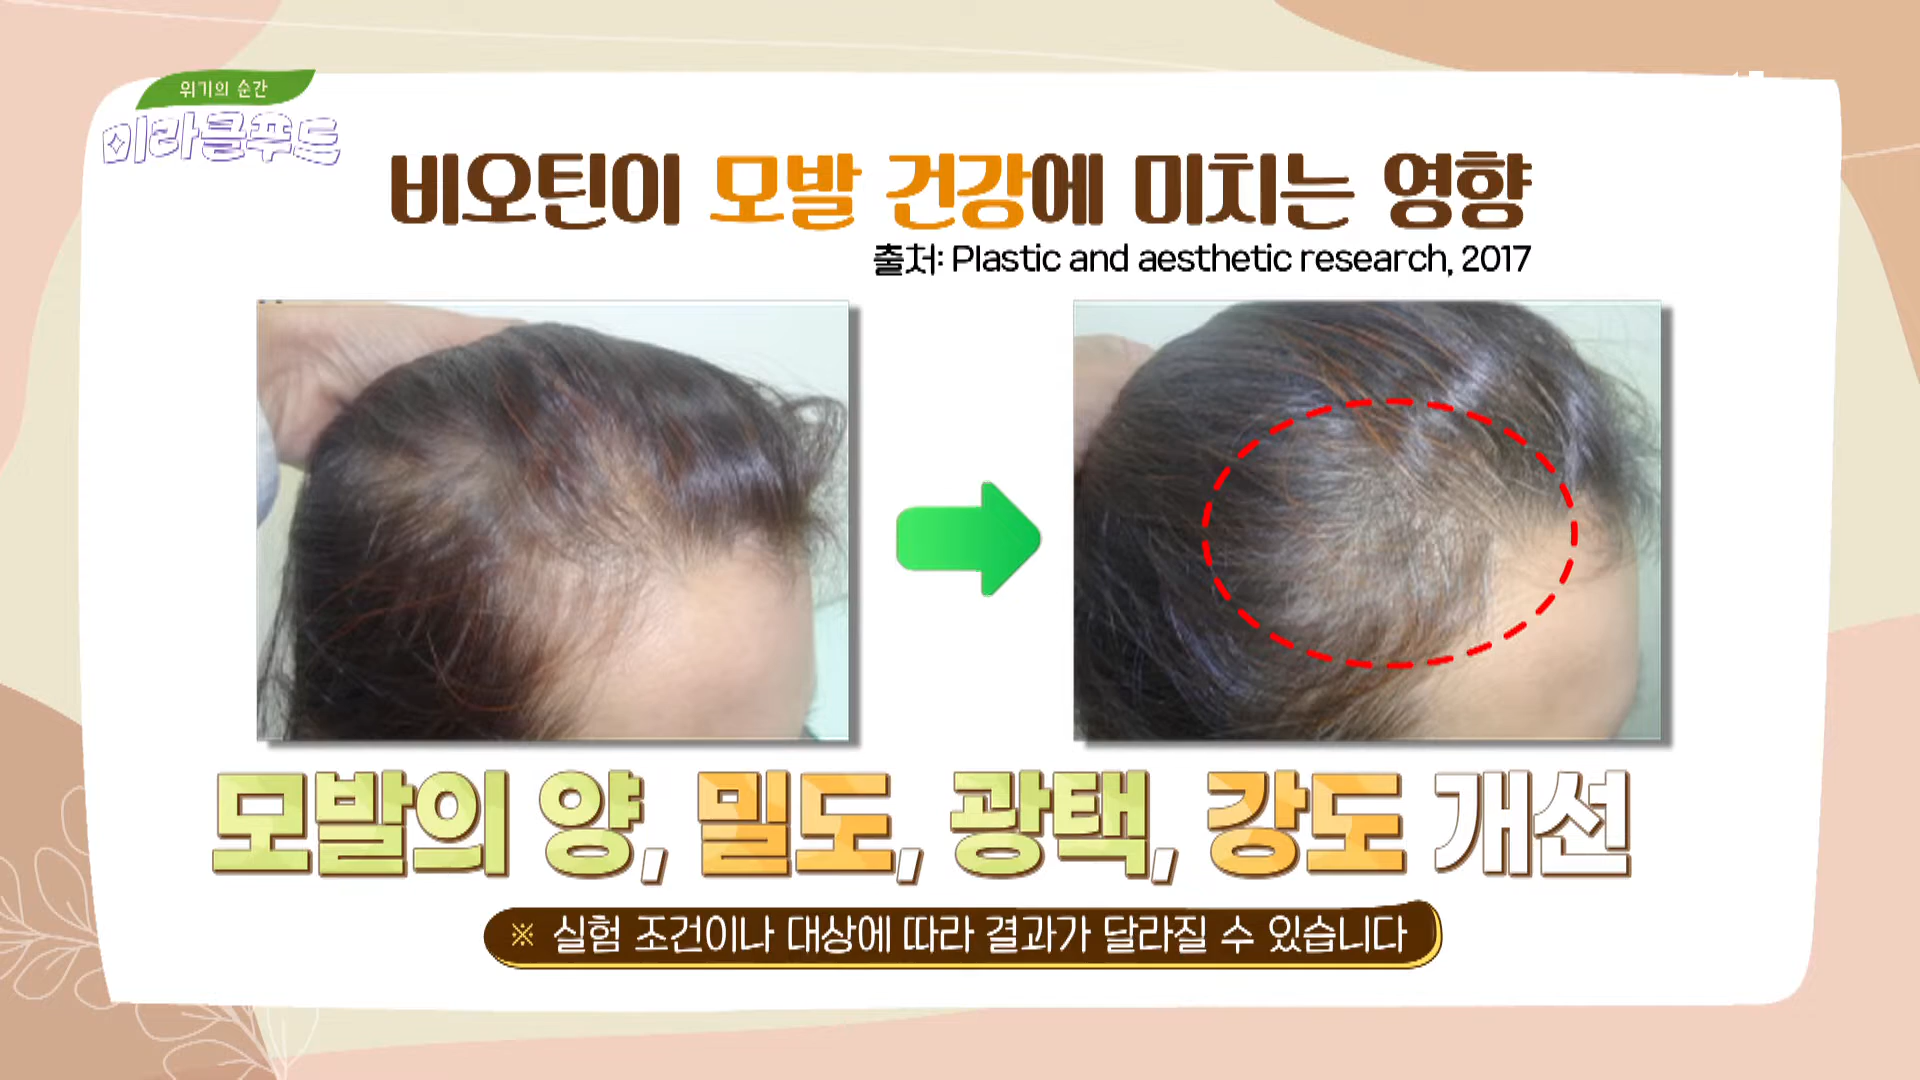 위기의 순간
미라클푸드
비오틴이 모발 건강에 미치는 영향
출처: Plastic and aesthetic research, 2017
모발의 양, 밀도, 광택, 강도 개선
※ 실험 조건이나 대상에 따라 결과가 달라질 수 있습니다